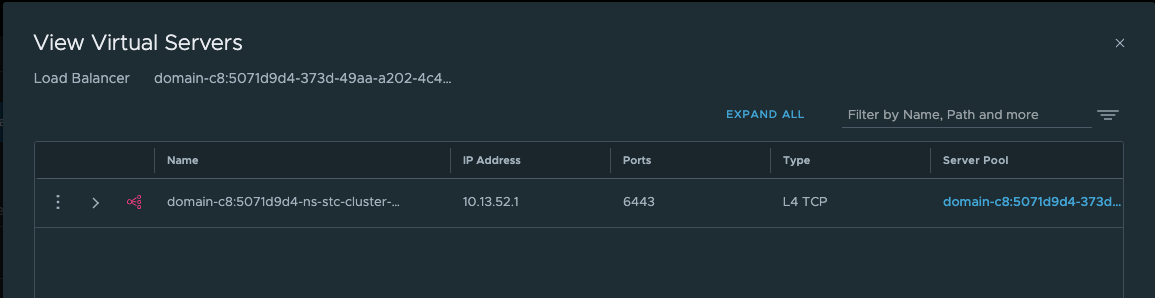 View Virtual Servers
Load Balancer domain-c8:5071d9d4-373d-49aa-a202-4c4...
EXPAND ALL Filter by Name, Path and more
Name IP Address Ports Type Server Pool
domain-c8:5071d9d4-ns-stc-cluster-... 10.13.52.1 6443 L4 TCP domain-c8:5071d9d4-373d...